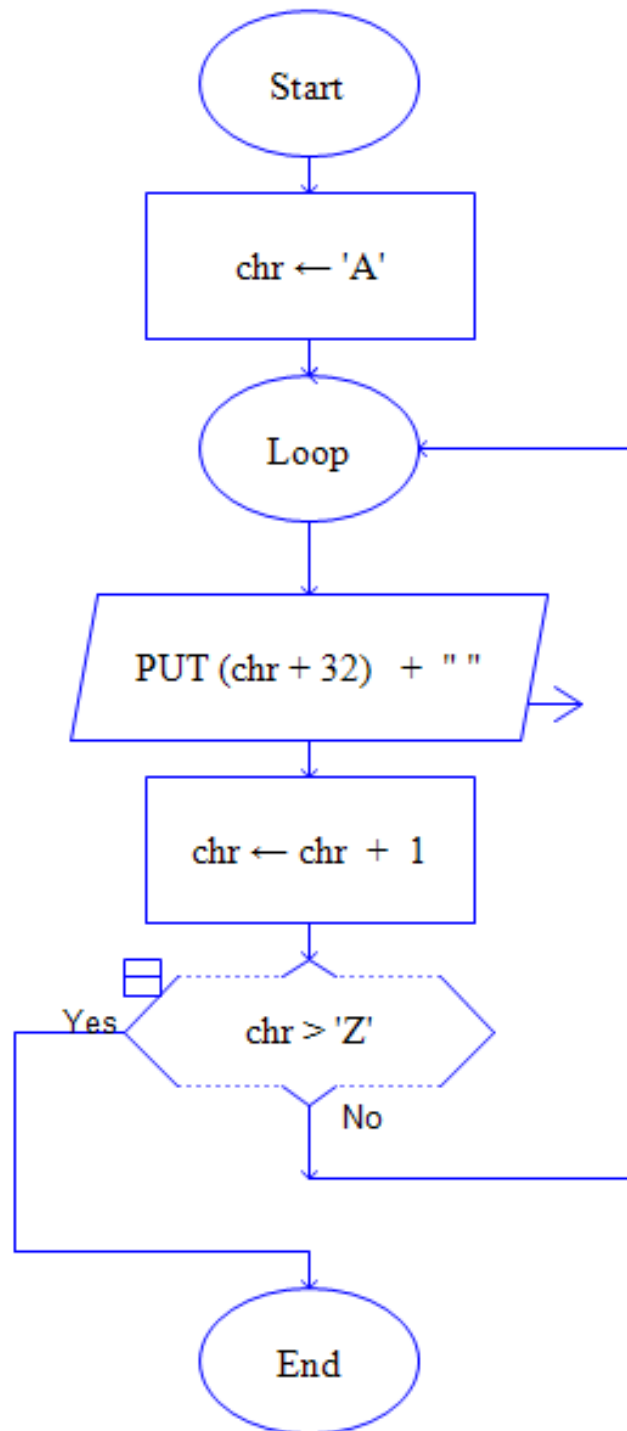 Start
chr ← 'A'
Loop
PUT (chr + 32) + " "
chr ← chr + 1
Yes
chr > 'Z'
No
End